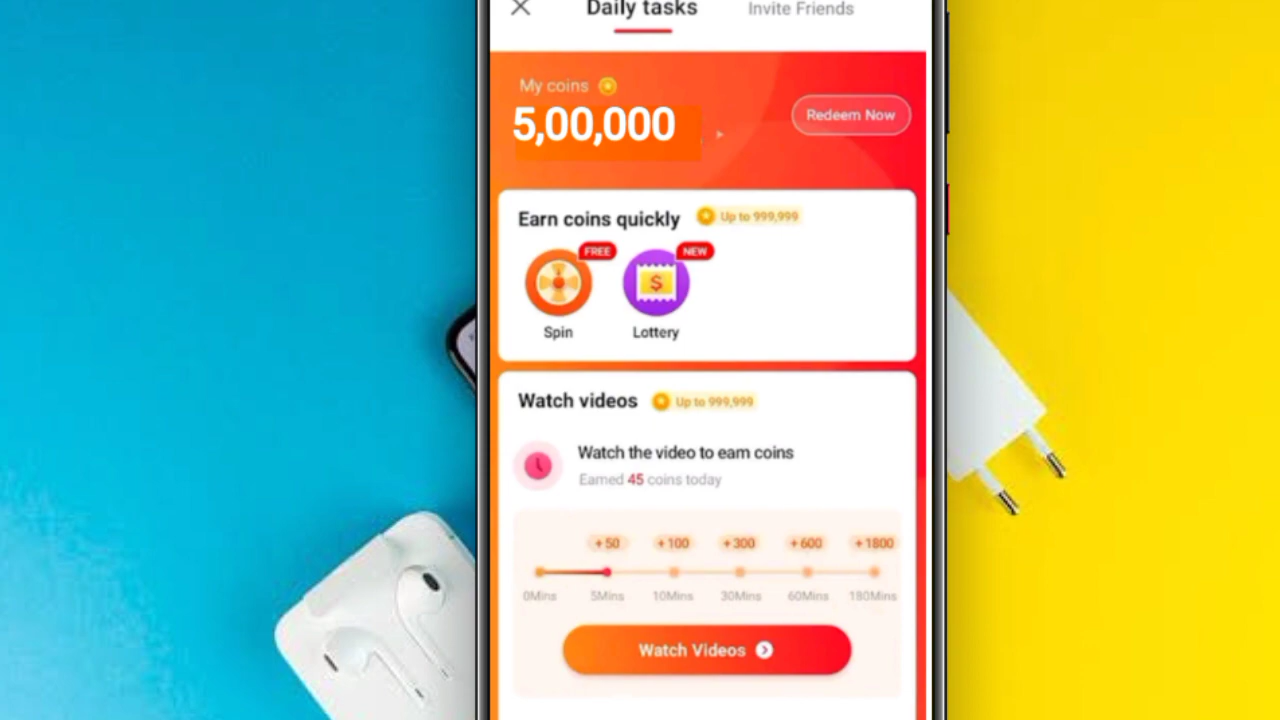 Daily tasks
Invite Friends
My coins
5,00,000
Redeem Now
Earn coins quickly
Up to 999,999
FREE
NEW
$
Spin
Lottery
Watch videos
Up to 999,999
Watch the video to earn coins
Earned 45 coins today
+50 +100 +300 +600 +1800
0Mins 5Mins 10Mins 30Mins 60Mins 180Mins
Watch Videos